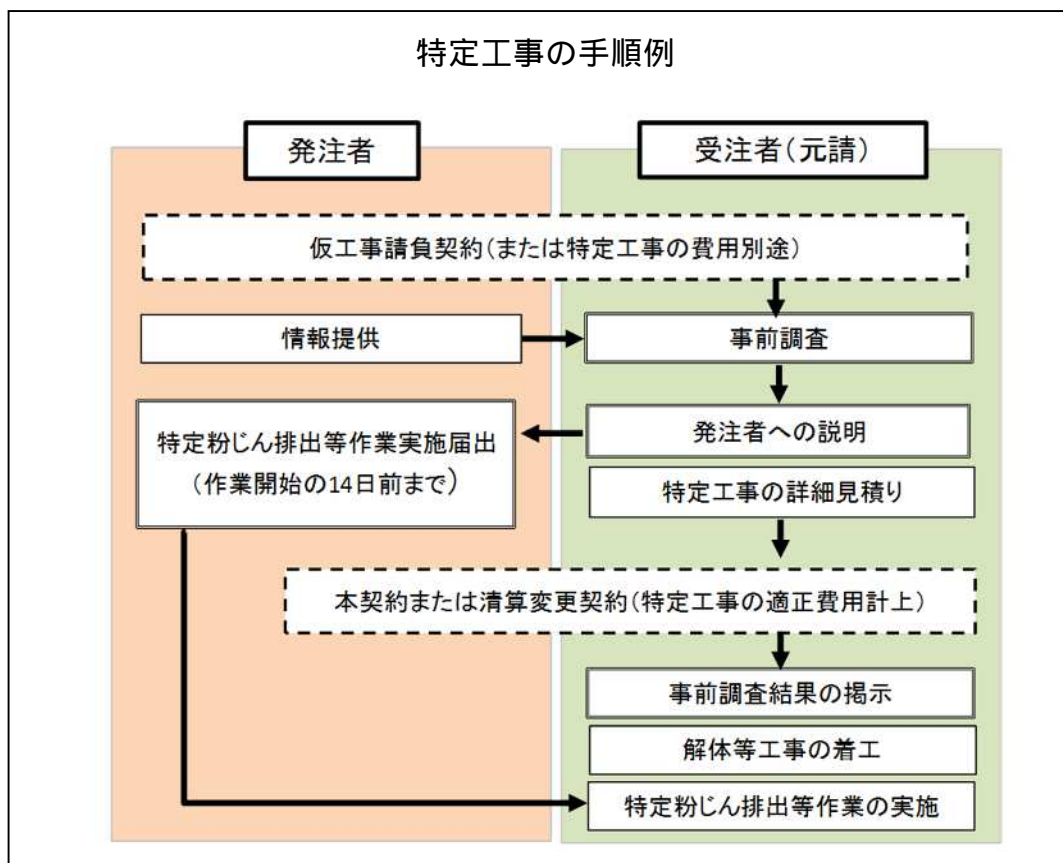 特定工事の手順例
発注者
受注者(元請)
仮工事請負契約(または特定工事の費用別途)
情報提供
事前調査
特定粉じん排出等作業実施届出
(作業開始の14日前まで)
発注者への説明
特定工事の詳細見積り
本契約または清算変更契約(特定工事の適正費用計上)
事前調査結果の掲示
解体等工事の着工
特定粉じん排出等作業の実施